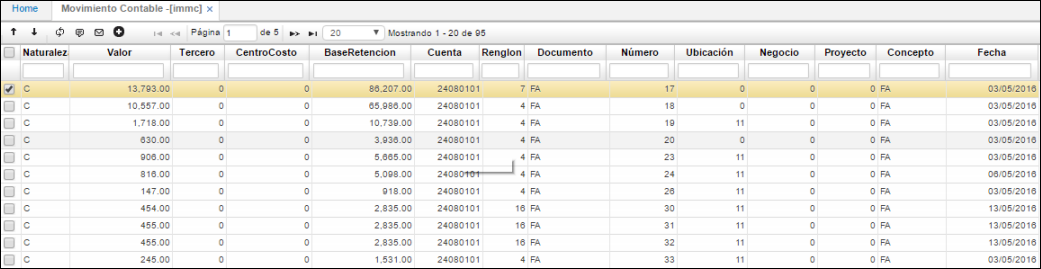 Home Movimiento Contable -[immc] ×
Página 1 de 5 20 Mostrando 1 - 20 de 95
Naturalez Valor Tercero CentroCosto BaseRetencion Cuenta Renglon Documento Número Ubicación Negocio Proyecto Concepto Fecha
C 13,793.00 0 0 86,207.00 24080101 7 FA 17 0 0 0 FA 03/05/2016
C 10,557.00 0 0 65,986.00 24080101 4 FA 18 0 0 0 FA 03/05/2016
C 1,718.00 0 0 10,739.00 24080101 4 FA 19 11 0 0 FA 03/05/2016
C 630.00 0 0 3,936.00 24080101 4 FA 20 0 0 0 FA 03/05/2016
C 906.00 0 0 5,665.00 24080101 4 FA 23 11 0 0 FA 03/05/2016
C 816.00 0 0 5,098.00 24080101 4 FA 24 11 0 0 FA 06/05/2016
C 147.00 0 0 918.00 24080101 4 FA 26 11 0 0 FA 03/05/2016
C 454.00 0 0 2,835.00 24080101 16 FA 30 11 0 0 FA 13/05/2016
C 455.00 0 0 2,835.00 24080101 16 FA 31 11 0 0 FA 13/05/2016
C 455.00 0 0 2,835.00 24080101 16 FA 32 11 0 0 FA 13/05/2016
C 245.00 0 0 1,531.00 24080101 4 FA 33 11 0 0 FA 03/05/2016